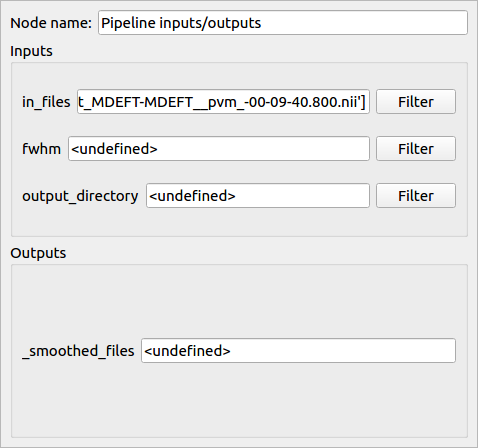 Node name: Pipeline inputs/outputs
Inputs
in_files t_MDEFT-MDEFT__pvm_-00-09-40.800.nii'] Filter
fwhm <undefined> Filter
output_directory <undefined> Filter
Outputs
_smoothed_files <undefined>